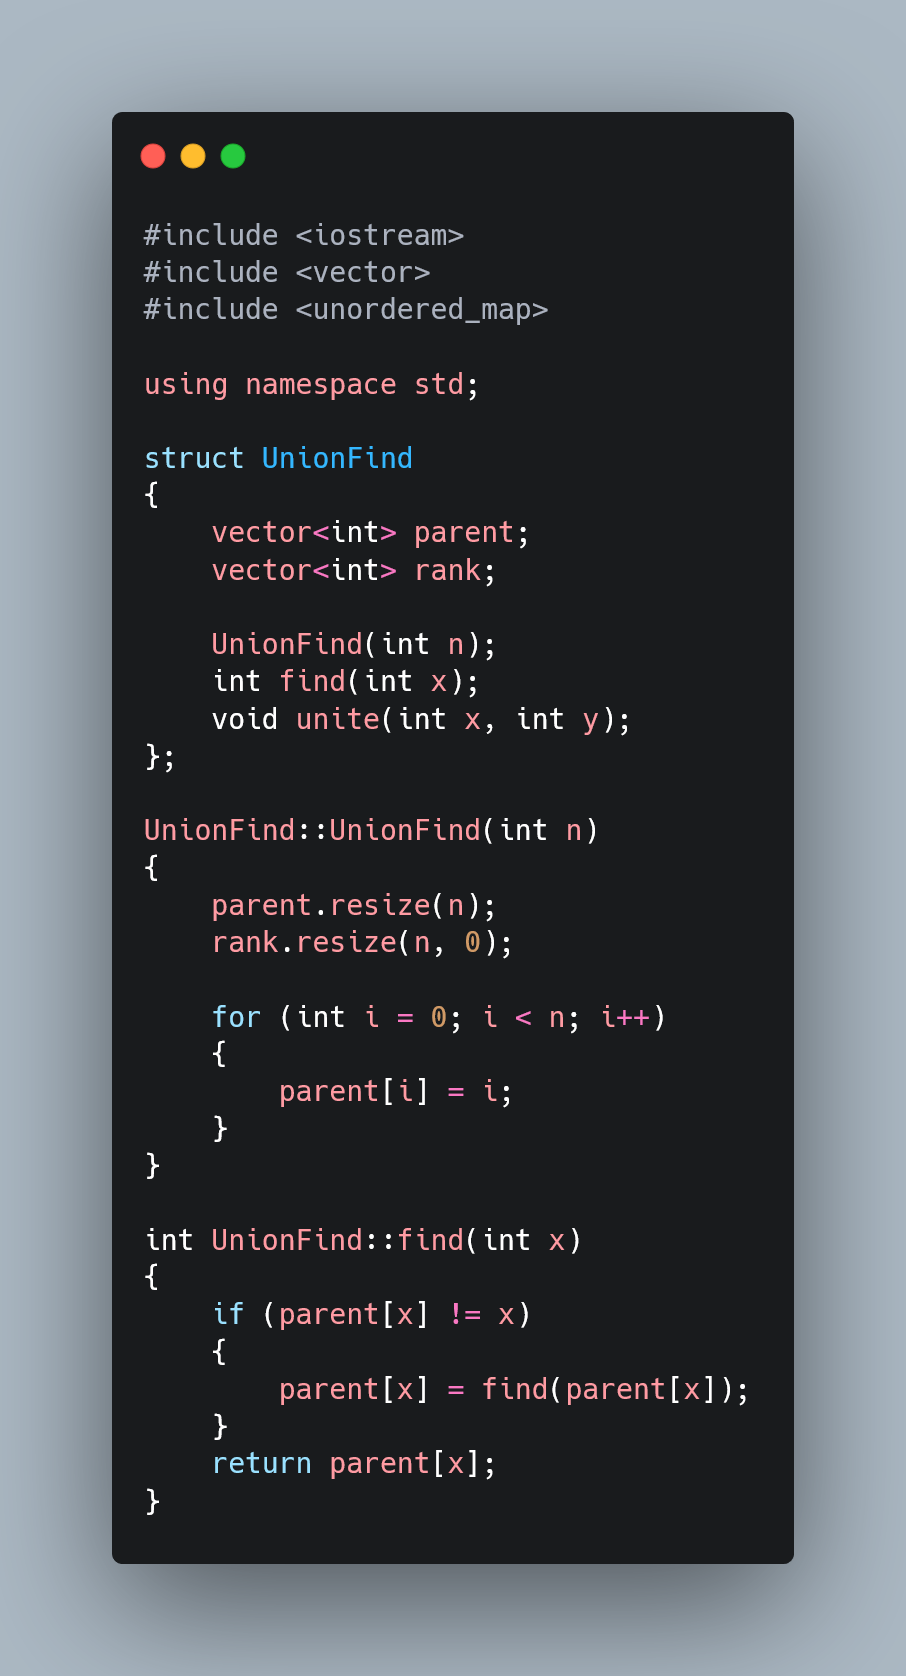 #include <iostream>
#include <vector>
#include <unordered_map>

using namespace std;

struct UnionFind
{
    vector<int> parent;
    vector<int> rank;

    UnionFind(int n);
    int find(int x);
    void unite(int x, int y);
};

UnionFind::UnionFind(int n)
{
    parent.resize(n);
    rank.resize(n, 0);

    for (int i = 0; i < n; i++)
    {
        parent[i] = i;
    }
}

int UnionFind::find(int x)
{
    if (parent[x] != x)
    {
        parent[x] = find(parent[x]);
    }
    return parent[x];
}